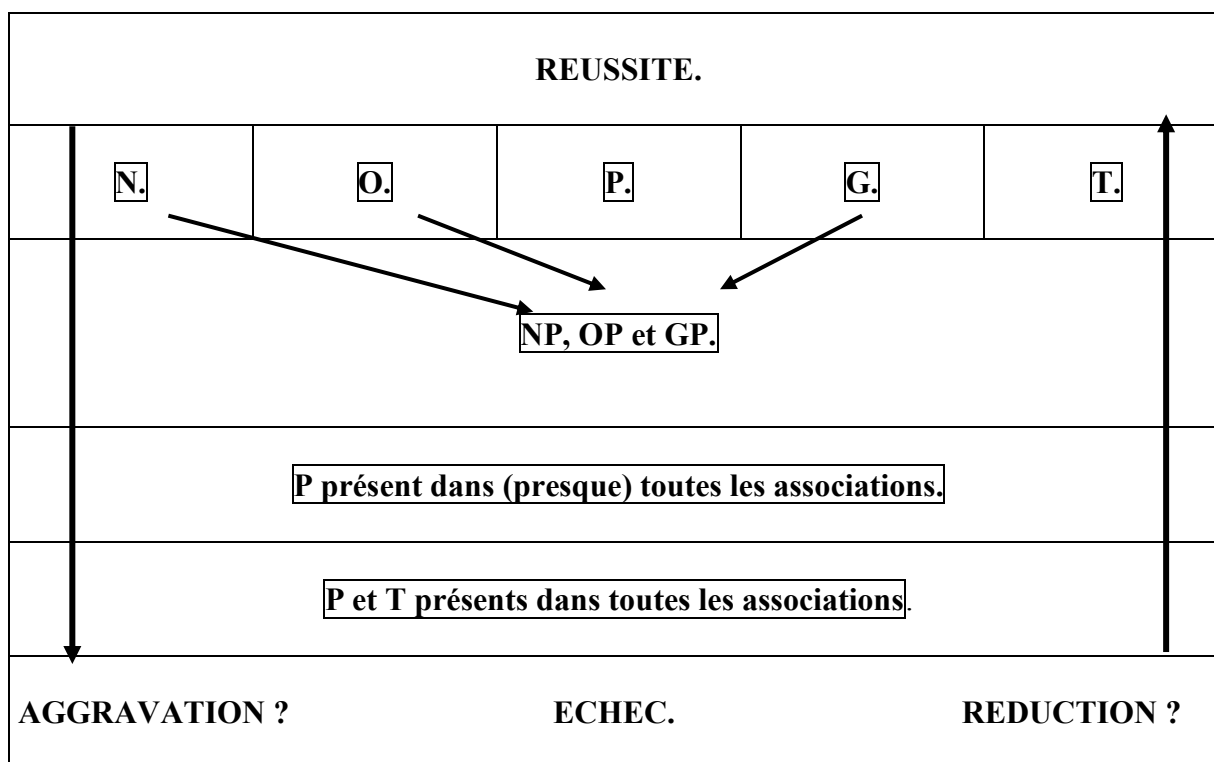 REUSSITE.
N. O. P. G. T.
NP, OP et GP.
P présent dans (presque) toutes les associations.
P et T présents dans toutes les associations.
AGGRAVATION ? ECHEC. REDUCTION ?